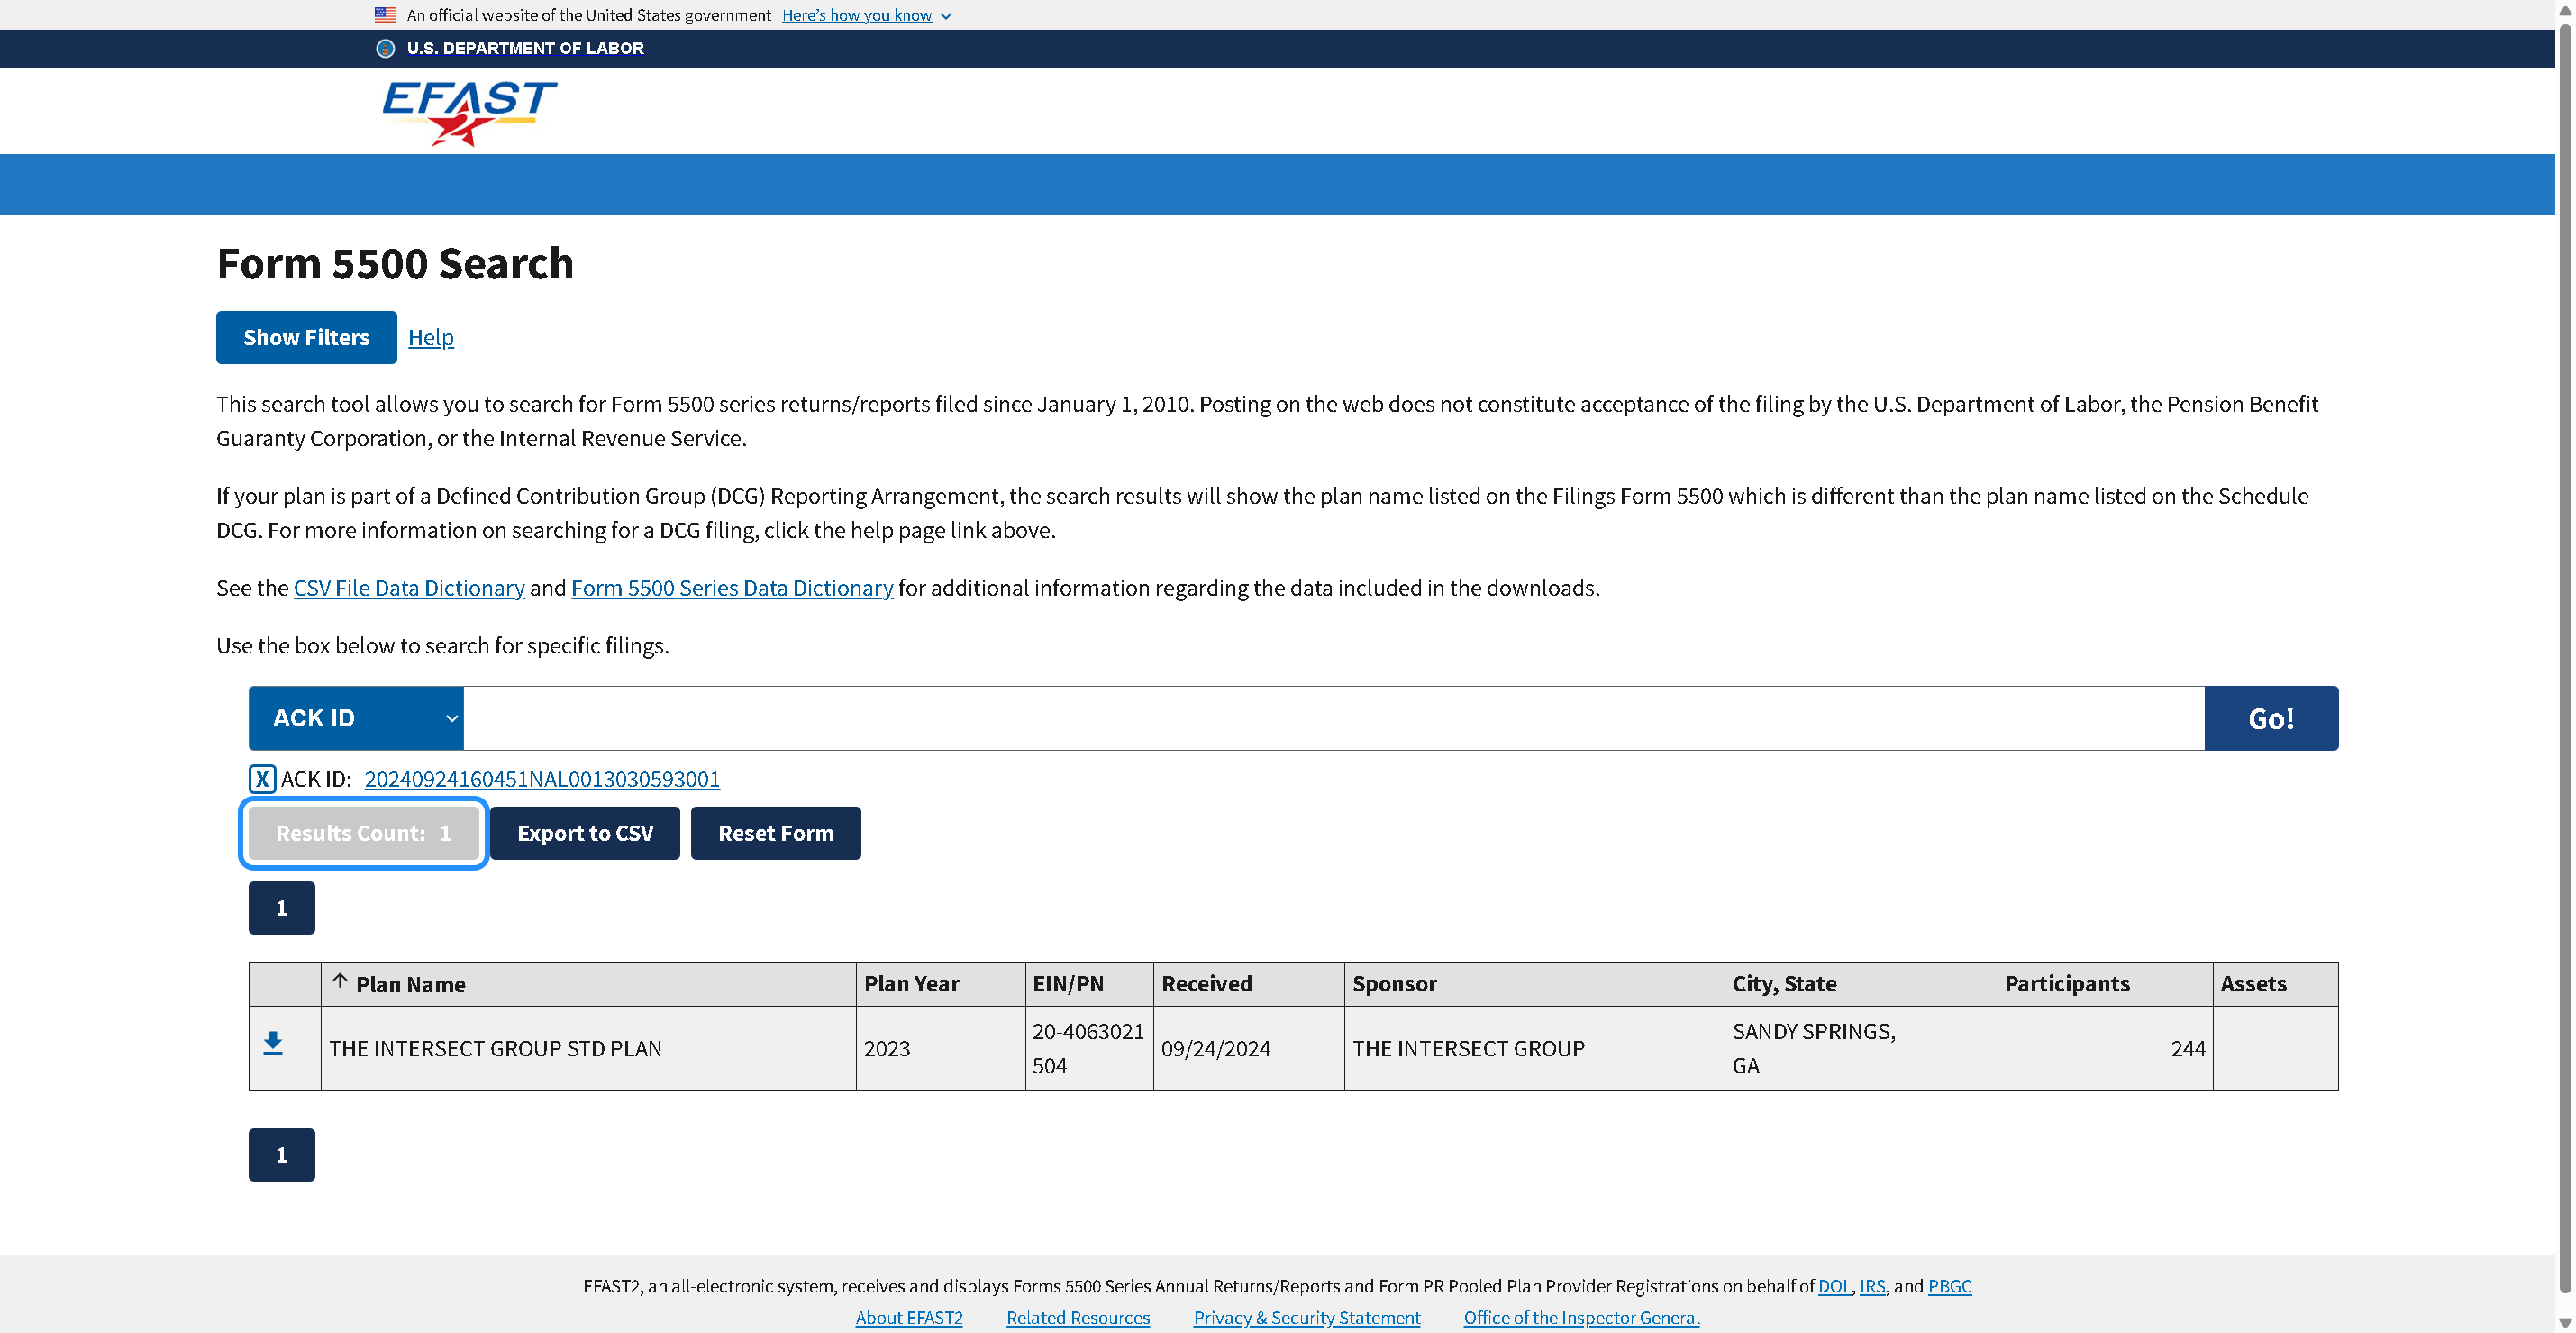 An official website of the United States government Here's how you know
U.S. DEPARTMENT OF LABOR
EFAST2
Form 5500 Search
Show Filters Help
This search tool allows you to search for Form 5500 series returns/reports filed since January 1, 2010. Posting on the web does not constitute acceptance of the filing by the U.S. Department of Labor, the Pension Benefit
Guaranty Corporation, or the Internal Revenue Service.
If your plan is part of a Defined Contribution Group (DCG) Reporting Arrangement, the search results will show the plan name listed on the Filings Form 5500 which is different than the plan name listed on the Schedule
DCG. For more information on searching for a DCG filing, click the help page link above.
See the CSV File Data Dictionary and Form 5500 Series Data Dictionary for additional information regarding the data included in the downloads.
Use the box below to search for specific filings.
ACK ID Go!
X ACK ID: 20240924160451NAL0013030593001
Results Count: 1 Export to CSV Reset Form
1
Plan Name Plan Year EIN/PN Received Sponsor City, State Participants Assets
THE INTERSECT GROUP STD PLAN 2023 20-4063021 09/24/2024 THE INTERSECT GROUP SANDY SPRINGS, 244
504 GA
1
EFAST2, an all-electronic system, receives and displays Forms 5500 Series Annual Returns/Reports and Form PR Pooled Plan Provider Registrations on behalf of DOL, IRS, and PBGC
About EFAST2 Related Resources Privacy & Security Statement Office of the Inspector General